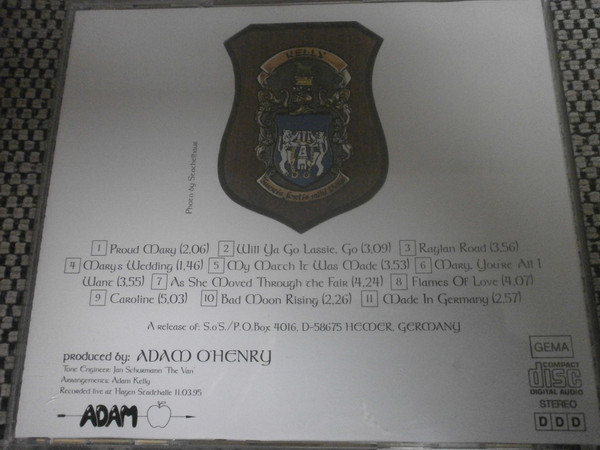 KELLY
Photo by Stachelhaus
1 Proud Mary (2,06) 2 Will Ya Go Lassie, Go (3,09) 3 Raglan Road (3,56)
4 Marys Wedding (1,46) 5 My Match It Was Made (3,53) 6 Mary, You're All I
Want (3,55) 7 As She Moved Through the Fair (4,24) 8 Flames Of Love (4,07)
9 Caroline (5,03) 10 Bad Moon Rising (2,26) 11 Made In Germany (2,57)
A release of: S.o.S./P.O.Box: 4016, D-58675 HEMER, GERMANY
produced by: ADAM O'HENRY
Tone Engineer: Jan Schurmann 'The Van'
Arrangements: Adam Kelly
Recorded live at: Hagen Stadthalle 11.03.95
ADAM
GEMA
COMPACT
disc
DIGITAL AUDIO
STEREO
DDD